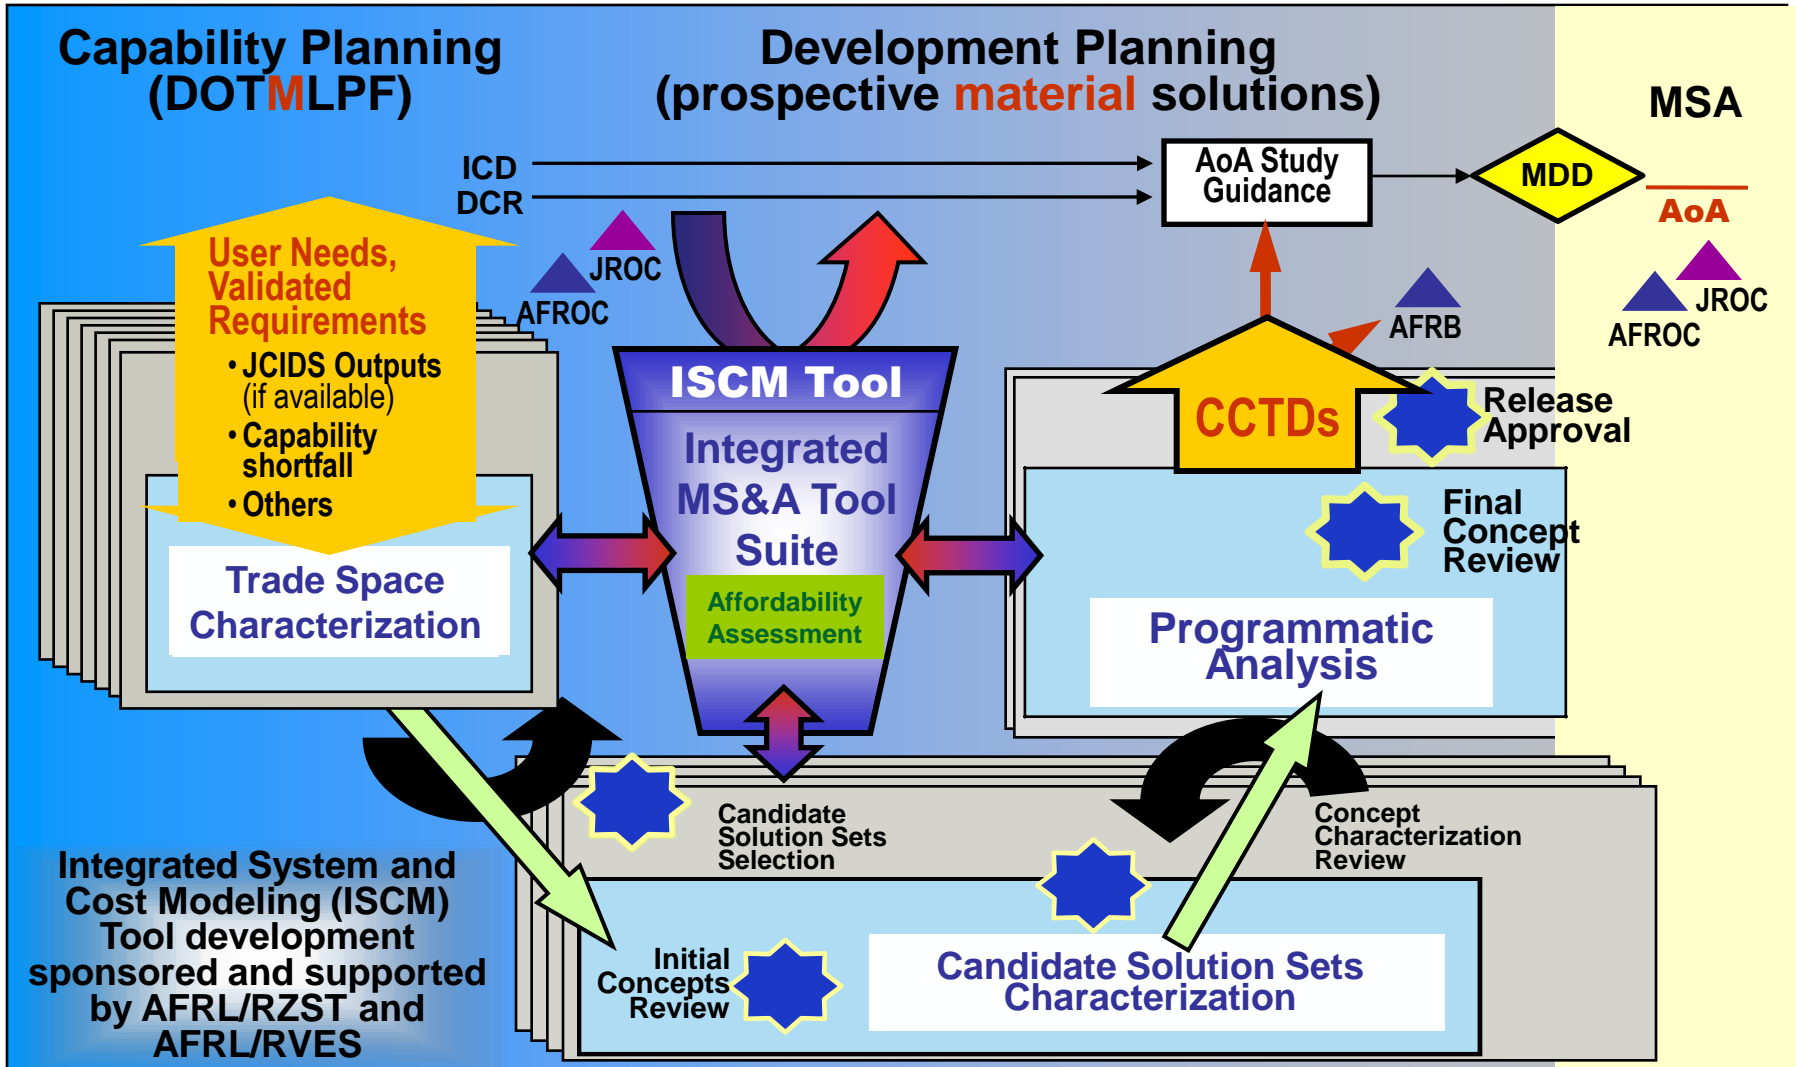 Capability Planning
(DOTMLPF)
Development Planning
(prospective material solutions)
MSA
ICD
DCR
AoA Study
Guidance
MDD
AoA
User Needs,
Validated
Requirements
• JCIDS Outputs
(if available)
• Capability
shortfall
• Others
JROC
AFROC
AFRB
JROC
AFROC
ISCM Tool
Integrated
MS&A Tool
Suite
Affordability
Assessment
CCTDs
Release
Approval
Final
Concept
Review
Trade Space
Characterization
Programmatic
Analysis
Candidate
Solution Sets
Selection
Concept
Characterization
Review
Integrated System and
Cost Modeling (ISCM)
Tool development
sponsored and supported
by AFRL/RZST and
AFRL/RVES
Initial
Concepts
Review
Candidate Solution Sets
Characterization